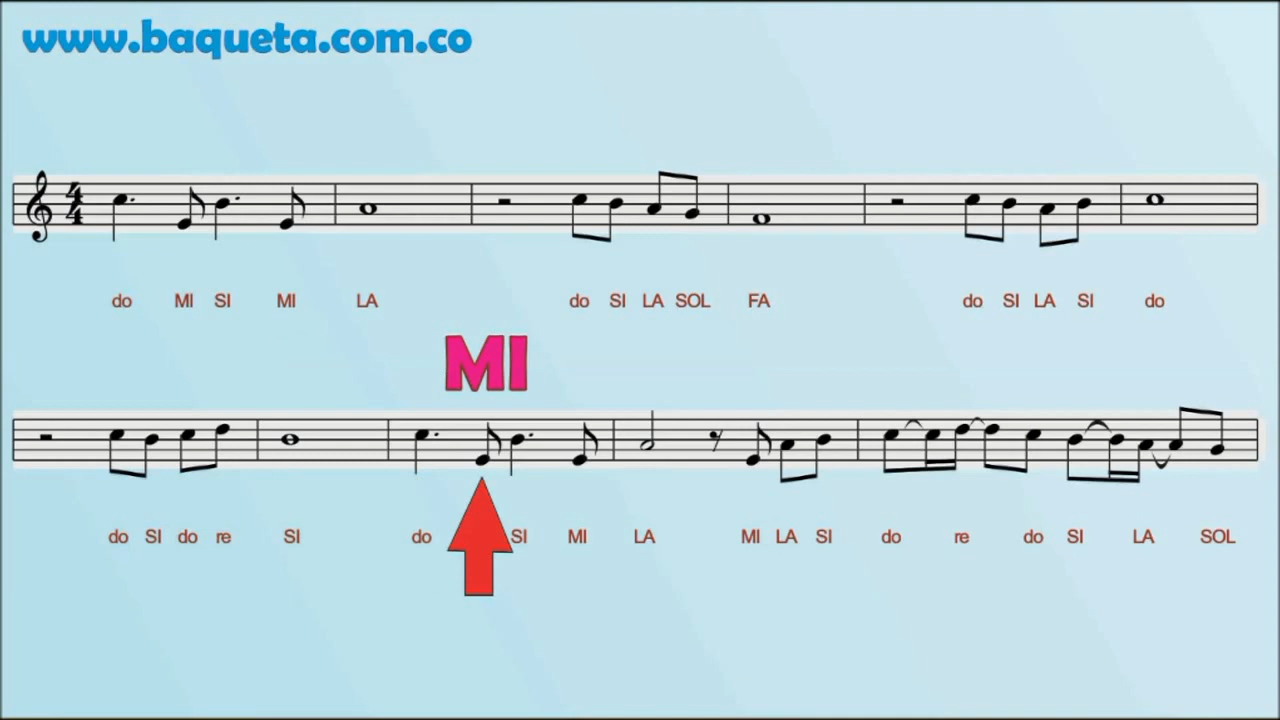 www.baqueta.com.co
4
4
do MI SI MI LA do SI LA SOL FA do SI LA SI do
MI
do SI do re SI do SI MI LA MI LA SI do re do SI LA SOL